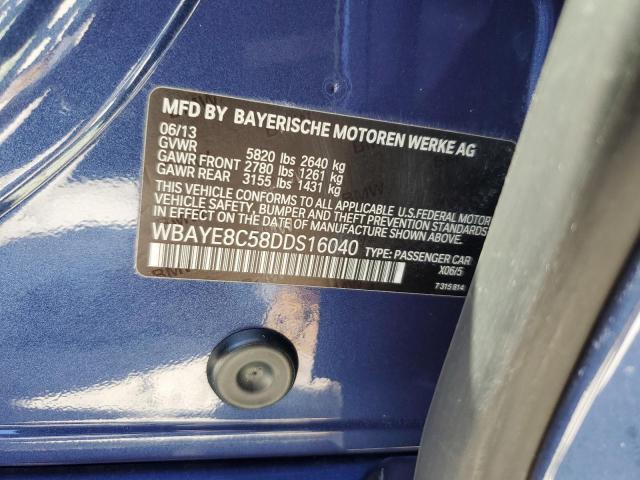 MFD BY BAYERISCHE MOTOREN WERKE AG
06/13
GVWR 5820 lbs 2640 kg
GAWR FRONT 2780 lbs 1261 kg
GAWR REAR 3155 lbs 1431 kg
THIS VEHICLE CONFORMS TO ALL APPLICABLE U.S.FEDERAL MOTOR
VEHICLE SAFETY, BUMPER AND THEFT PREVENTION STANDARDS
IN EFFECT ON THE DATE OF MANUFACTURE SHOWN ABOVE.
WBAYE8C58DDS16040 TYPE: PASSENGER CAR
X06/5
7315814